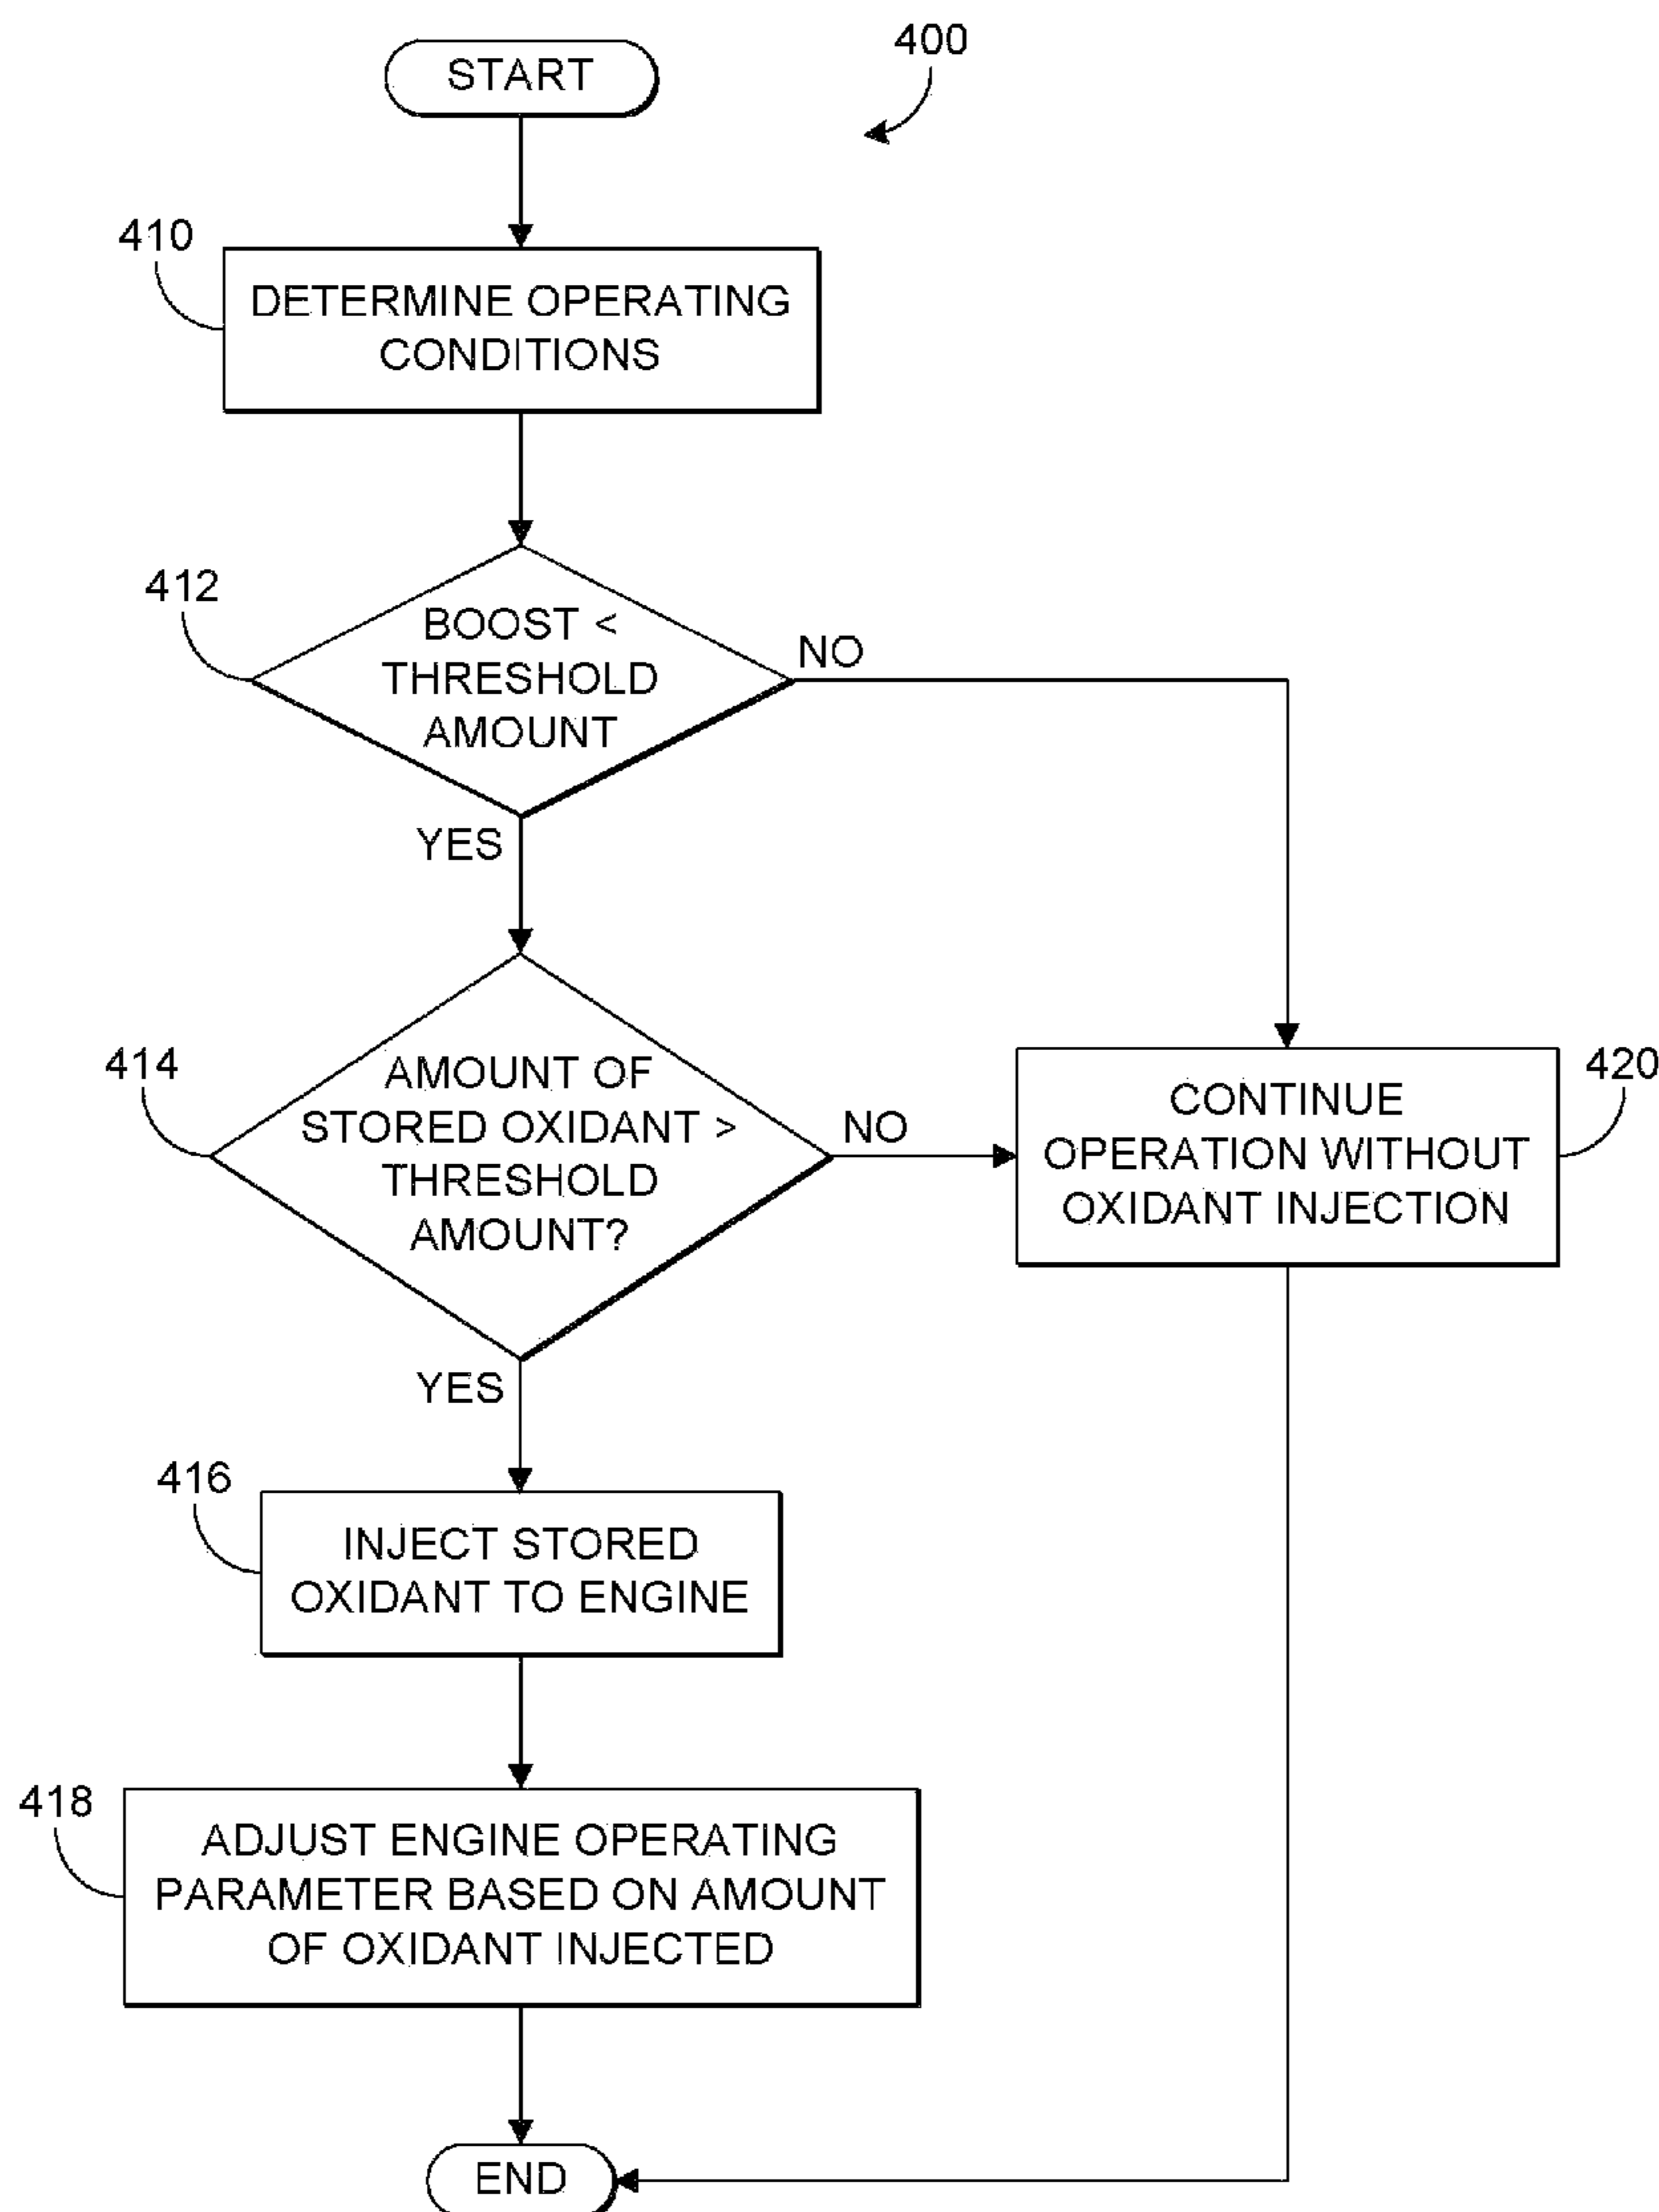 START
400
410
DETERMINE OPERATING
CONDITIONS
412
BOOST <
THRESHOLD
AMOUNT
NO
YES
414
AMOUNT OF
STORED OXIDANT >
THRESHOLD
AMOUNT?
NO
CONTINUE
OPERATION WITHOUT
OXIDANT INJECTION
420
YES
416
INJECT STORED
OXIDANT TO ENGINE
418
ADJUST ENGINE OPERATING
PARAMETER BASED ON AMOUNT
OF OXIDANT INJECTED
END